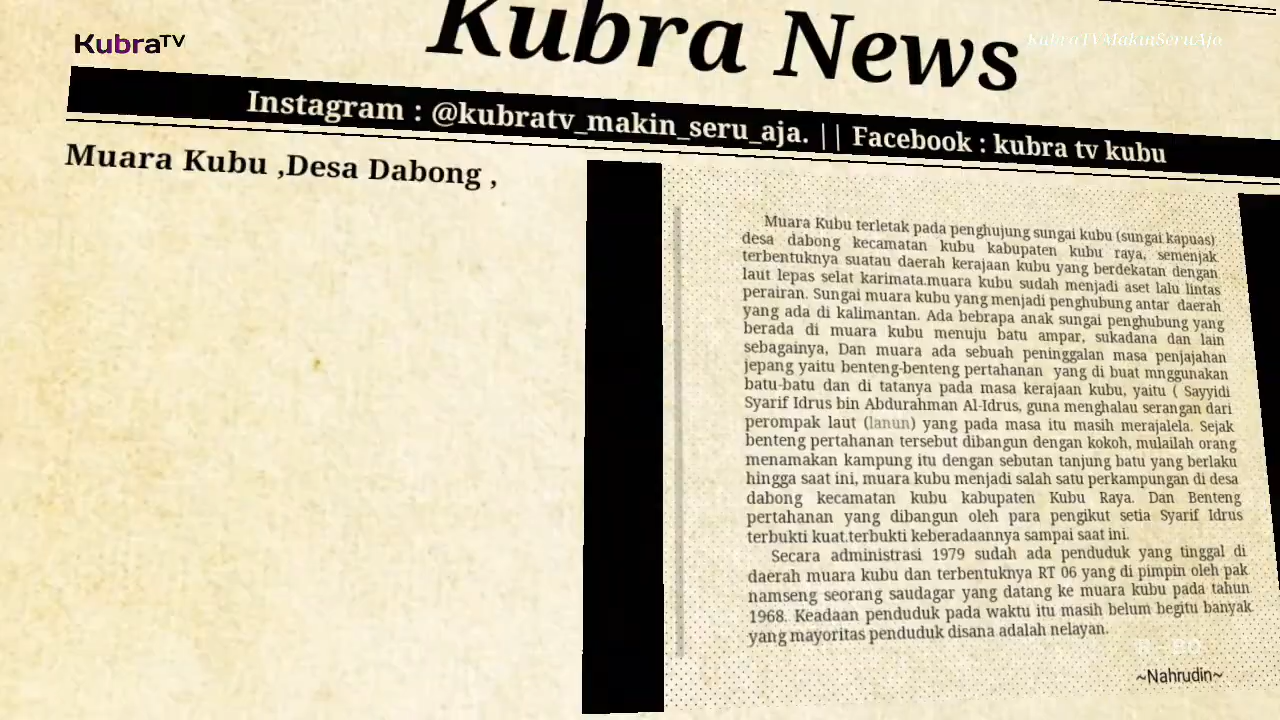 Kubra News
KubraTV
KubraTVMakinSeruAja
Instagram : @kubratv_makin_seru_aja. || Facebook : kubra tv kubu
Muara Kubu ,Desa Dabong ,
Muara Kubu terletak pada penghujung sungai kubu (sungai kapuas)
desa dabong kecamatan kubu kabupaten kubu raya, semenjak
terbentuknya suatau daerah kerajaan kubu yang berdekatan dengan
laut lepas selat karimata.muara kubu sudah menjadi aset lalu lintas
perairan. Sungai muara kubu yang menjadi penghubung antar daerah
yang ada di kalimantan. Ada bebrapa anak sungai penghubung yang
berada di muara kubu menuju batu ampar, sukadana dan lain
sebagainya, Dan muara ada sebuah peninggalan masa penjajahan
jepang yaitu benteng-benteng pertahanan yang di buat mnggunakan
batu-batu dan di tatanya pada masa kerajaan kubu, yaitu ( Sayyidi
Syarif Idrus bin Abdurahman Al-Idrus, guna menghalau serangan dari
perompak laut (lanun) yang pada masa itu masih merajalela. Sejak
benteng pertahanan tersebut dibangun dengan kokoh, mulailah orang
menamakan kampung itu dengan sebutan tanjung batu yang berlaku
hingga saat ini, muara kubu menjadi salah satu perkampungan di desa
dabong kecamatan kubu kabupaten Kubu Raya. Dan Benteng
pertahanan yang dibangun oleh para pengikut setia Syarif Idrus
terbukti kuat.terbukti keberadaannya sampai saat ini.
Secara administrasi 1979 sudah ada penduduk yang tinggal di
daerah muara kubu dan terbentuknya RT 06 yang di pimpin oleh pak
namseng seorang saudagar yang datang ke muara kubu pada tahun
1968. Keadaan penduduk pada waktu itu masih belum begitu banyak
yang mayoritas penduduk disana adalah nelayan.
~Nahrudin~